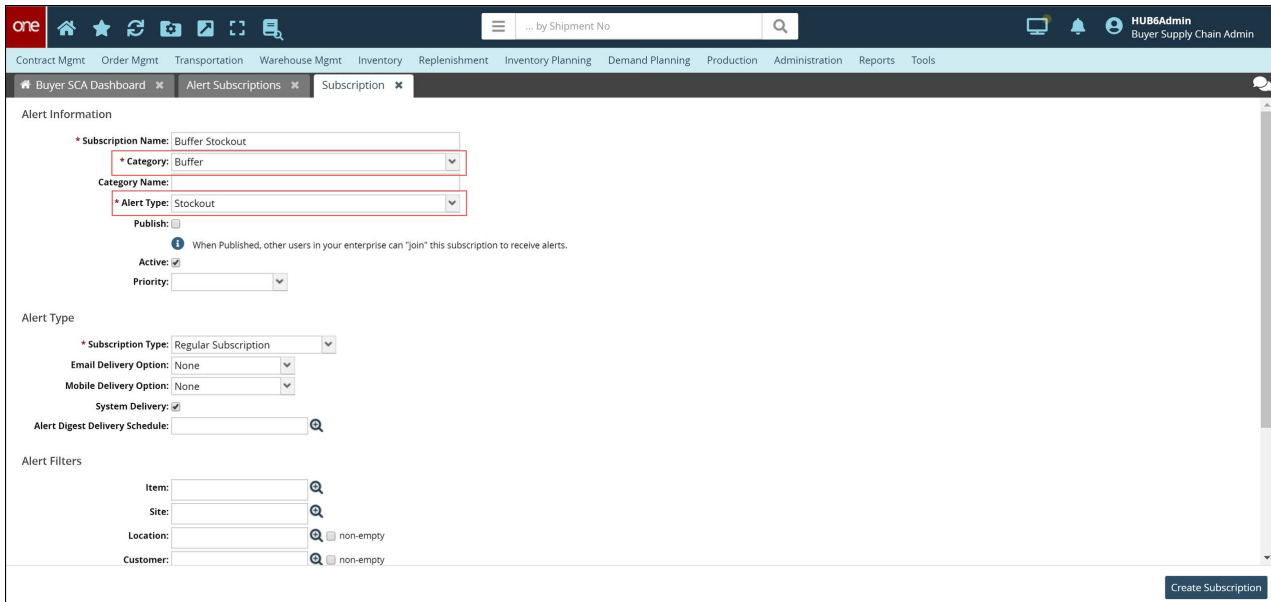 one
... by Shipment No
HUB6Admin
Buyer Supply Chain Admin
Contract Mgmt Order Mgmt Transportation Warehouse Mgmt Inventory Replenishment Inventory Planning Demand Planning Production Administration Reports Tools
Buyer SCA Dashboard Alert Subscriptions Subscription
Alert Information
* Subscription Name: Buffer Stockout
* Category: Buffer
Category Name:
* Alert Type: Stockout
Publish:
When Published, other users in your enterprise can "join" this subscription to receive alerts.
Active:
Priority:
Alert Type
* Subscription Type: Regular Subscription
Email Delivery Option: None
Mobile Delivery Option: None
System Delivery:
Alert Digest Delivery Schedule:
Alert Filters
Item:
Site:
Location: non-empty
Customer: non-empty
Create Subscription